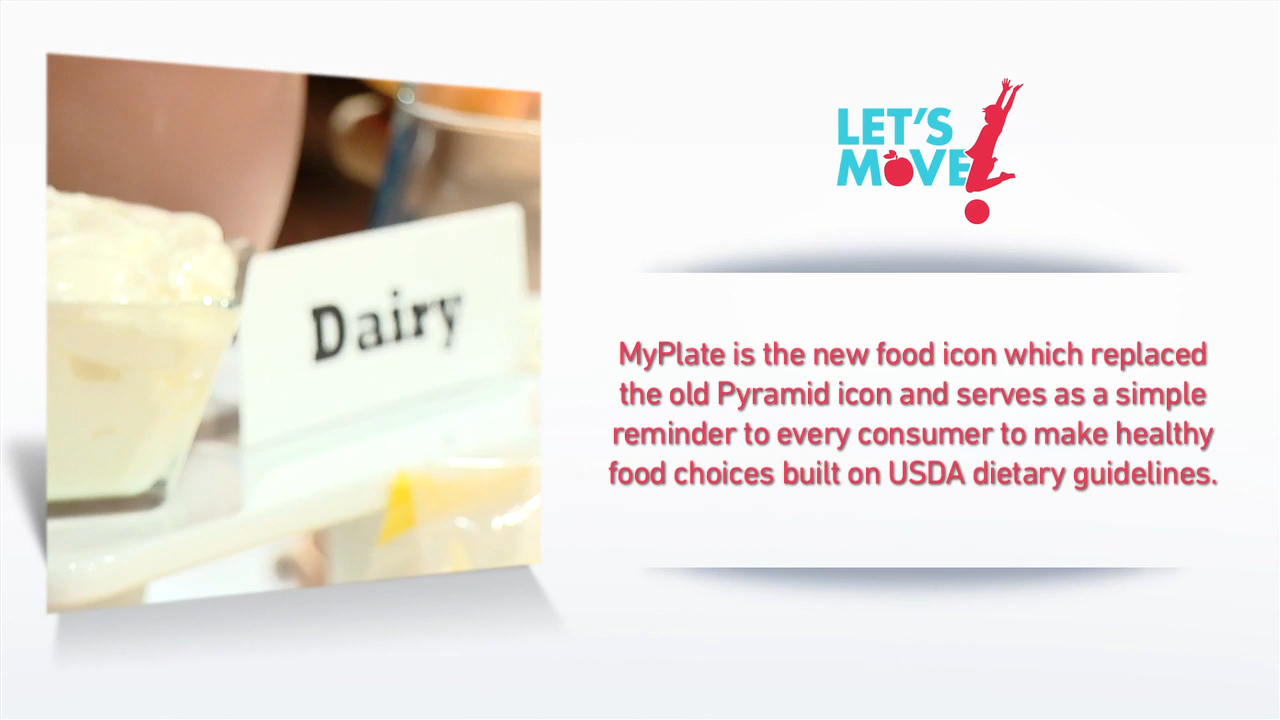 Dairy
LET'S
MOVE!
MyPlate is the new food icon which replaced
the old Pyramid icon and serves as a simple
reminder to every consumer to make healthy
food choices built on USDA dietary guidelines.